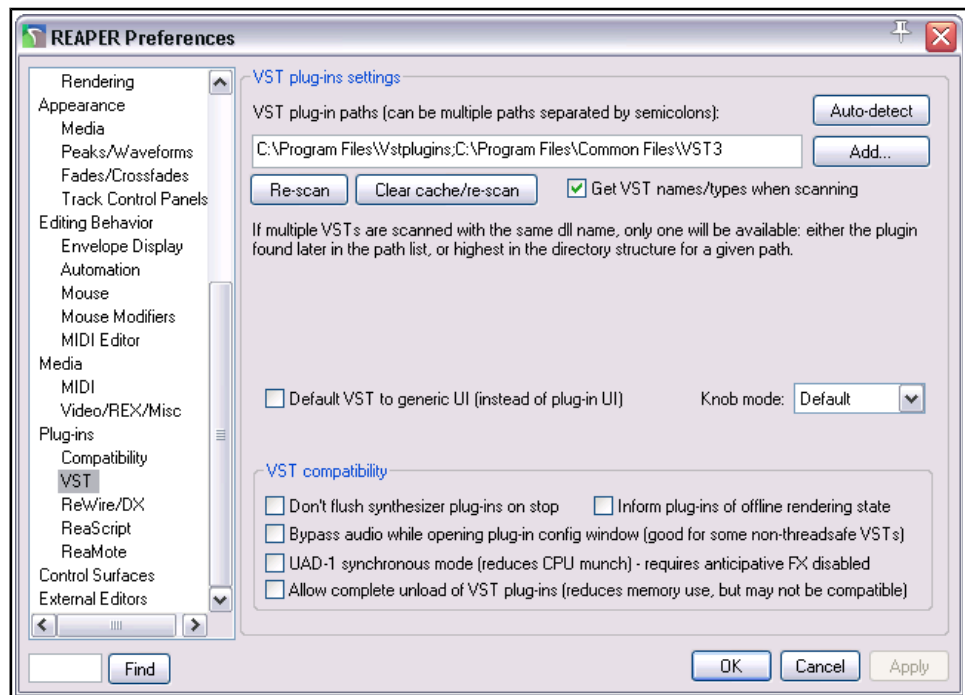 REAPER Preferences
Rendering
Appearance
Media
Peaks/Waveforms
Fades/Crossfades
Track Control Panels
Editing Behavior
Envelope Display
Automation
Mouse
Mouse Modifiers
MIDI Editor
Media
MIDI
Video/REX/Misc
Plug-ins
Compatibility
VST
ReWire/DX
ReaScript
ReaMote
Control Surfaces
External Editors
Find
VST plug-ins settings
VST plug-in paths (can be multiple paths separated by semicolons):
Auto-detect
C:\Program Files\Vstplugins;C:\Program Files\Common Files\VST3
Add...
Re-scan
Clear cache/re-scan
Get VST names/types when scanning
If multiple VSTs are scanned with the same dll name, only one will be available: either the plugin
found later in the path list, or highest in the directory structure for a given path.
Default VST to generic UI (instead of plug-in UI)
Knob mode:
Default
VST compatibility
Don't flush synthesizer plug-ins on stop
Inform plug-ins of offline rendering state
Bypass audio while opening plug-in config window (good for some non-threadsafe VSTs)
UAD-1 synchronous mode (reduces CPU munch) - requires anticipative FX disabled
Allow complete unload of VST plug-ins (reduces memory use, but may not be compatible)
OK
Cancel
Apply